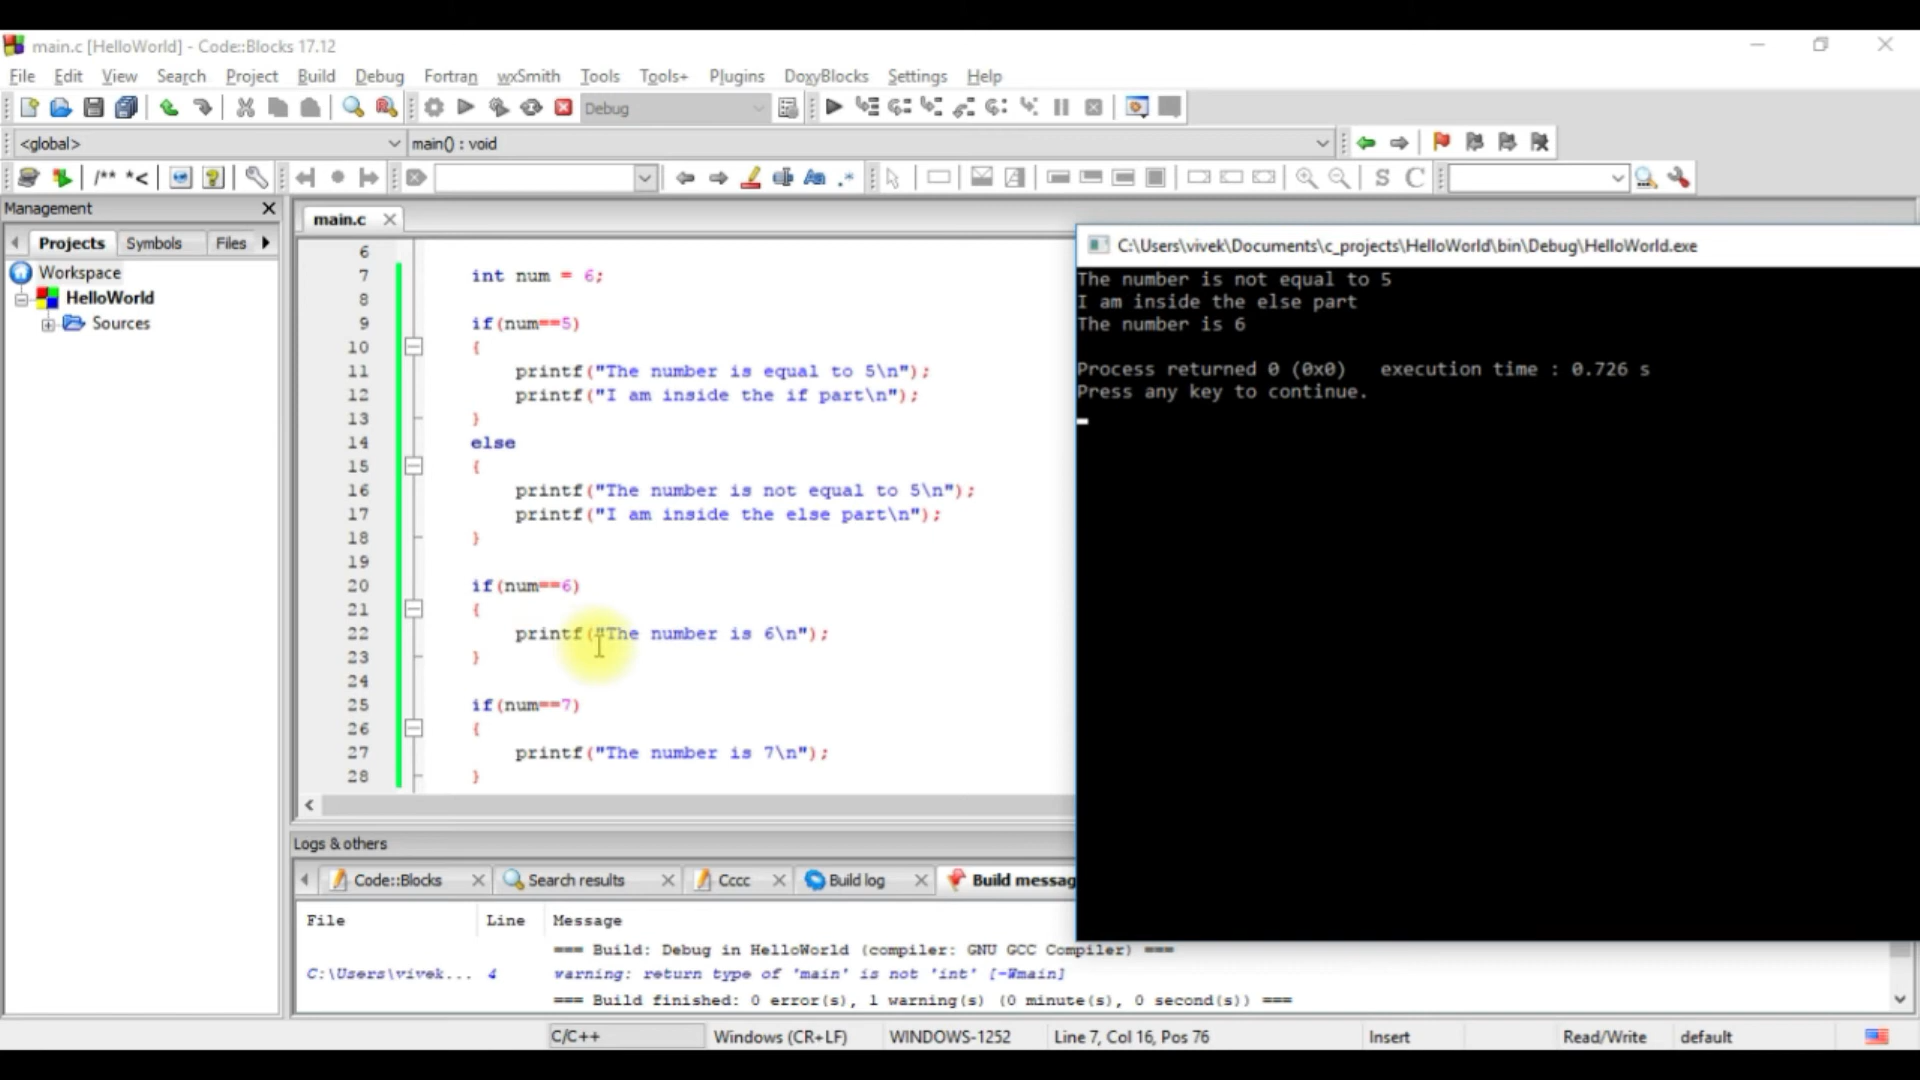 main.c [HelloWorld] - Code::Blocks 17.12
File Edit View Search Project Build Debug Fortran wxSmith Tools Tools+ Plugins DoxyBlocks Settings Help
Debug
<global> main() : void
/** *<
S C
Management
Projects Symbols Files
Workspace
HelloWorld
Sources
main.c
6
7 int num = 6;
8
9 if(num==5)
10 {
11 printf("The number is equal to 5\n");
12 printf("I am inside the if part\n");
13 }
14 else
15 {
16 printf("The number is not equal to 5\n");
17 printf("I am inside the else part\n");
18 }
19
20 if(num==6)
21 {
22 printf("The number is 6\n");
23 }
24
25 if(num==7)
26 {
27 printf("The number is 7\n");
28 }
C:\Users\vivek\Documents\c_projects\HelloWorld\bin\Debug\HelloWorld.exe
The number is not equal to 5
I am inside the else part
The number is 6
Process returned 0 (0x0) execution time : 0.726 s
Press any key to continue.
Logs & others
Code::Blocks Search results Cccc Build log Build messag
File Line Message
=== Build: Debug in HelloWorld (compiler: GNU GCC Compiler) ===
C:\Users\vivek... 4 warning: return type of 'main' is not 'int' [-Wmain]
=== Build finished: 0 error(s), 1 warning(s) (0 minute(s), 0 second(s)) ===
C/C++ Windows (CR+LF) WINDOWS-1252 Line 7, Col 16, Pos 76 Insert Read/Write default